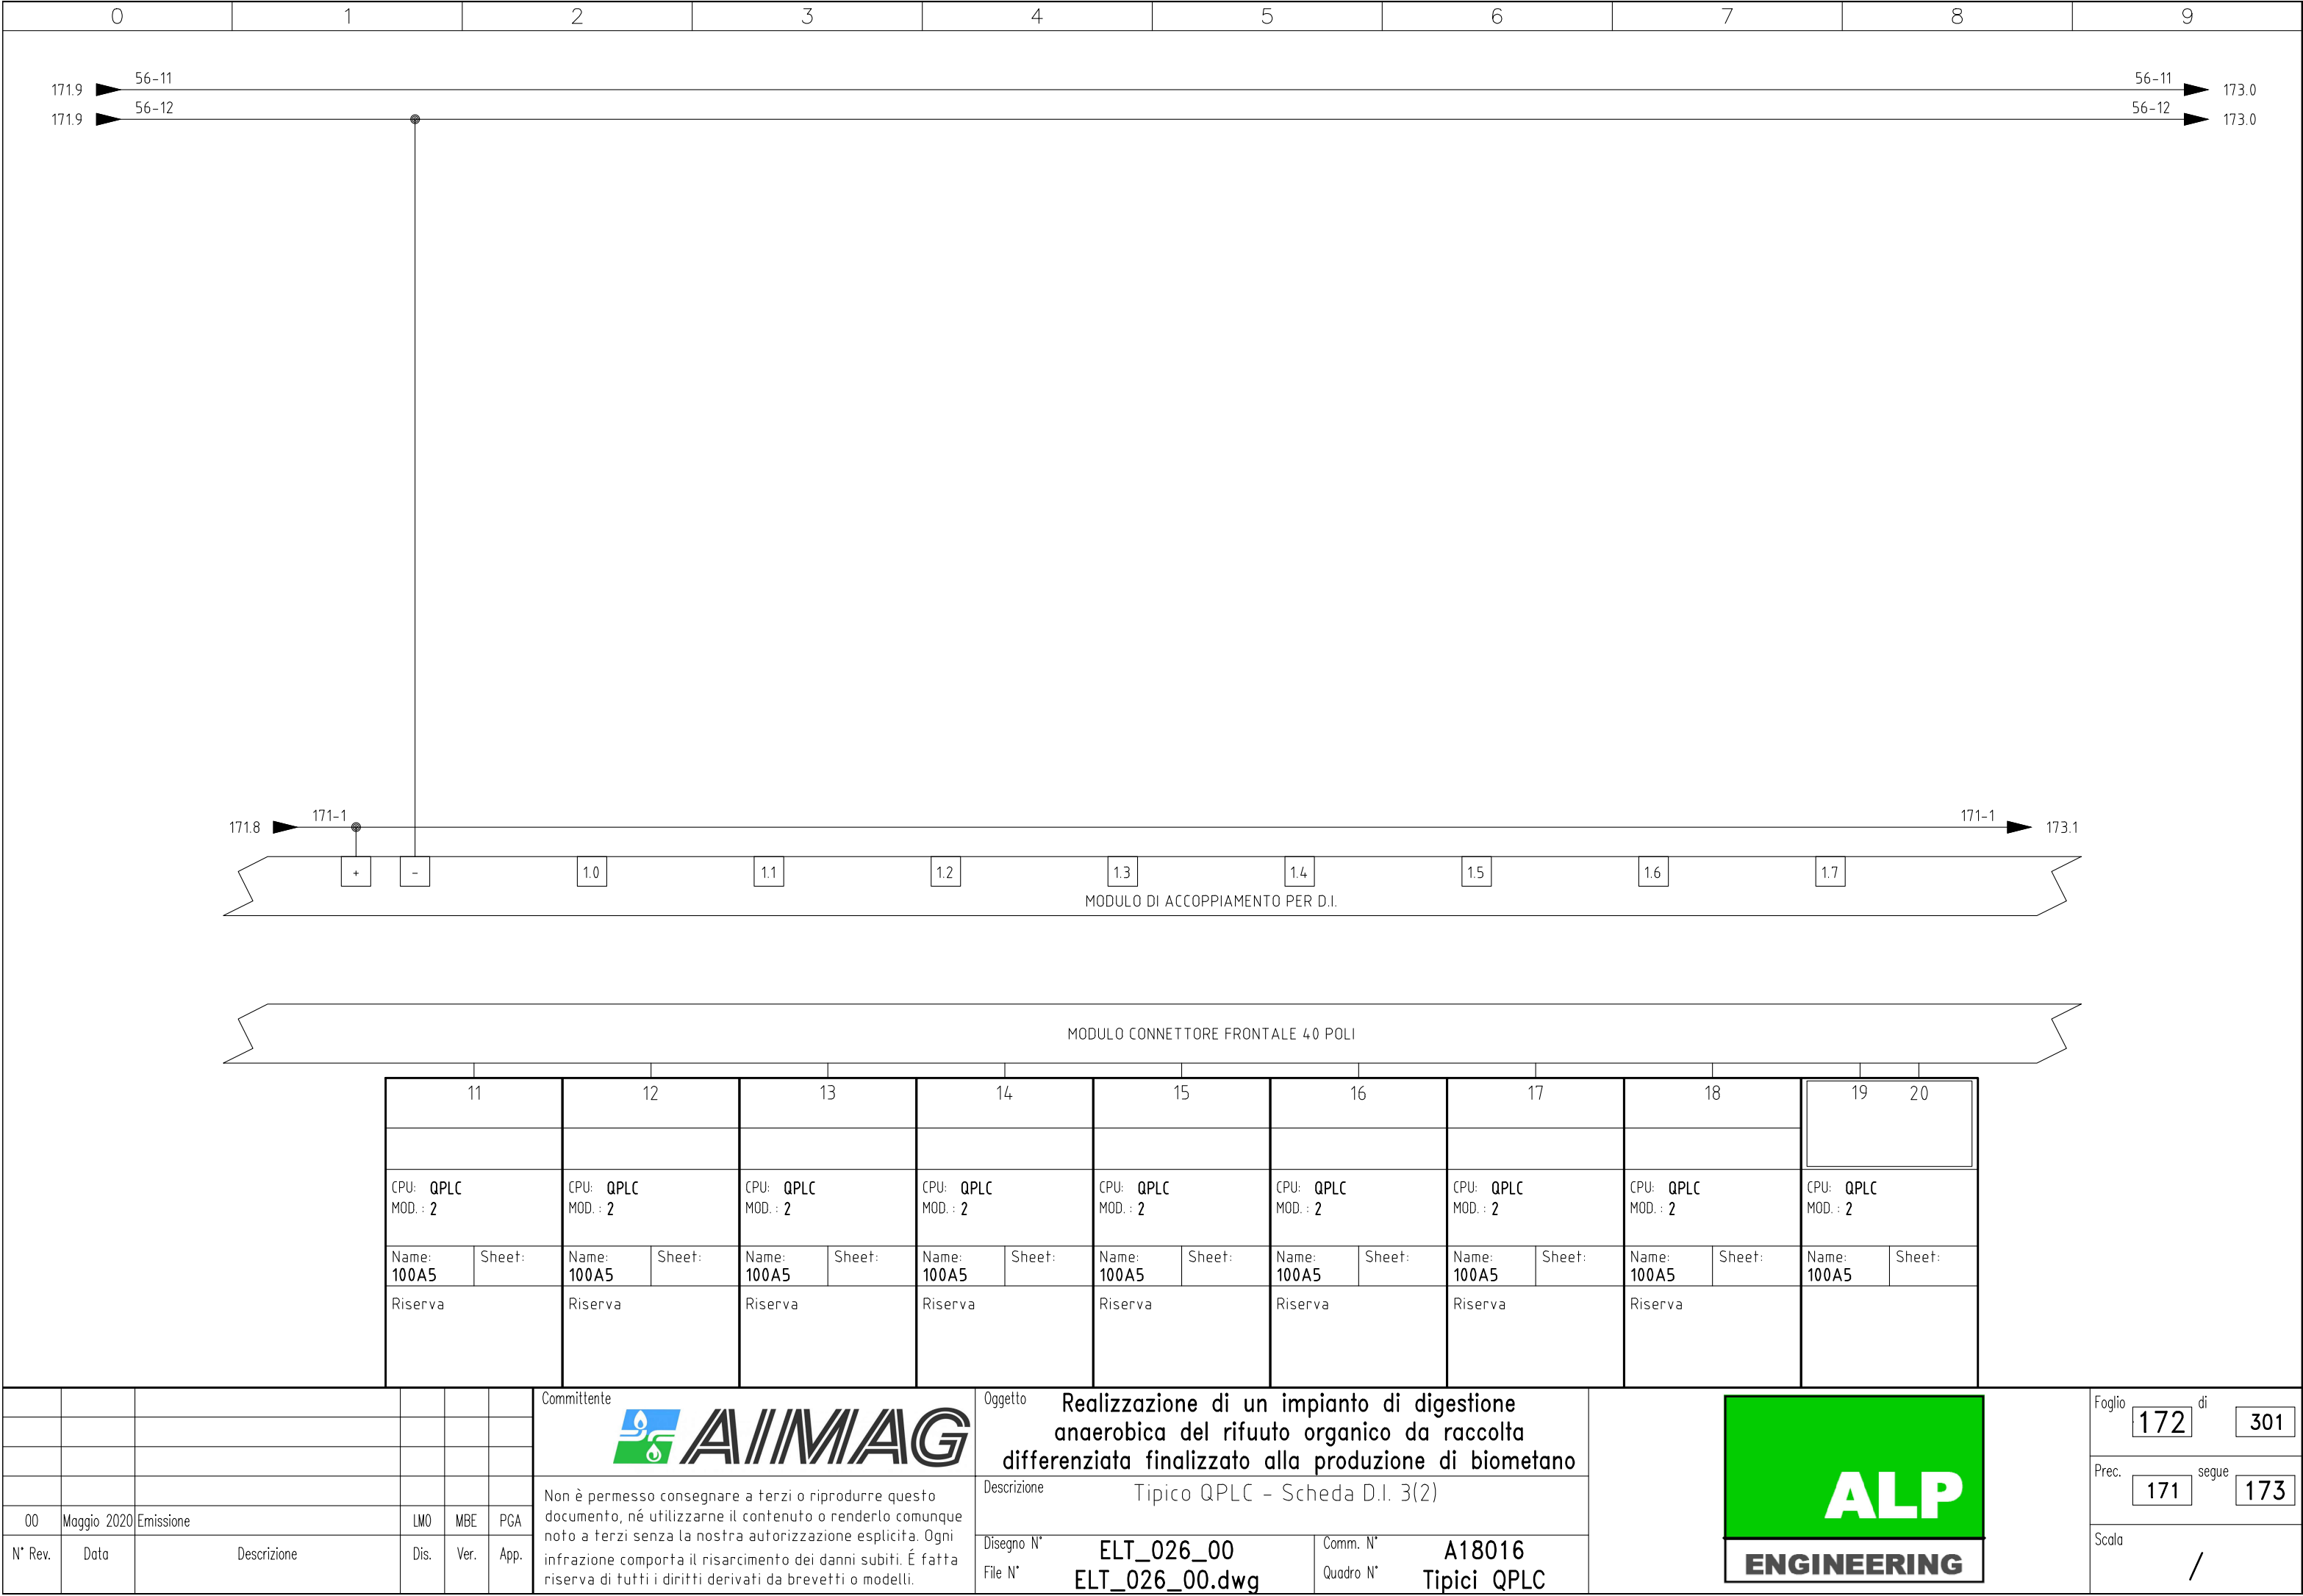 0 1 2 3 4 5 6 7 8 9
56-11 56-11
171.9 173.0
56-12 56-12
171.9 173.0
171-1 171-1
171.8 173.1
+ - 1.0 1.1 1.2 1.3 1.4 1.5 1.6 1.7
MODULO DI ACCOPPIAMENTO PER D.I.
MODULO CONNETTORE FRONTALE 40 POLI
11 12 13 14 15 16 17 18 19 20
CPU: QPLC CPU: QPLC CPU: QPLC CPU: QPLC CPU: QPLC CPU: QPLC CPU: QPLC CPU: QPLC CPU: QPLC
MOD. : 2 MOD. : 2 MOD. : 2 MOD. : 2 MOD. : 2 MOD. : 2 MOD. : 2 MOD. : 2 MOD. : 2
Name: Sheet: Name: Sheet: Name: Sheet: Name: Sheet: Name: Sheet: Name: Sheet: Name: Sheet: Name: Sheet: Name: Sheet:
100A5 100A5 100A5 100A5 100A5 100A5 100A5 100A5 100A5
Riserva Riserva Riserva Riserva Riserva Riserva Riserva Riserva
00 Maggio 2020 Emissione LMO MBE PGA
N° Rev. Data Descrizione Dis. Ver. App.
Committente
AIMAG
Non è permesso consegnare a terzi o riprodurre questo
documento, né utilizzarne il contenuto o renderlo comunque
noto a terzi senza la nostra autorizzazione esplicita. Ogni
infrazione comporta il risarcimento dei danni subiti. É fatta
riserva di tutti i diritti derivati da brevetti o modelli.
Oggetto
Realizzazione di un impianto di digestione
anaerobica del rifuuto organico da raccolta
differenziata finalizzato alla produzione di biometano
Descrizione
Tipico QPLC - Scheda D.I. 3(2)
Disegno N° ELT_026_00 Comm. N° A18016
File N° ELT_026_00.dwg Quadro N° Tipici QPLC
ALP
ENGINEERING
Foglio 172 di 301
Prec. 171 segue 173
Scala
/